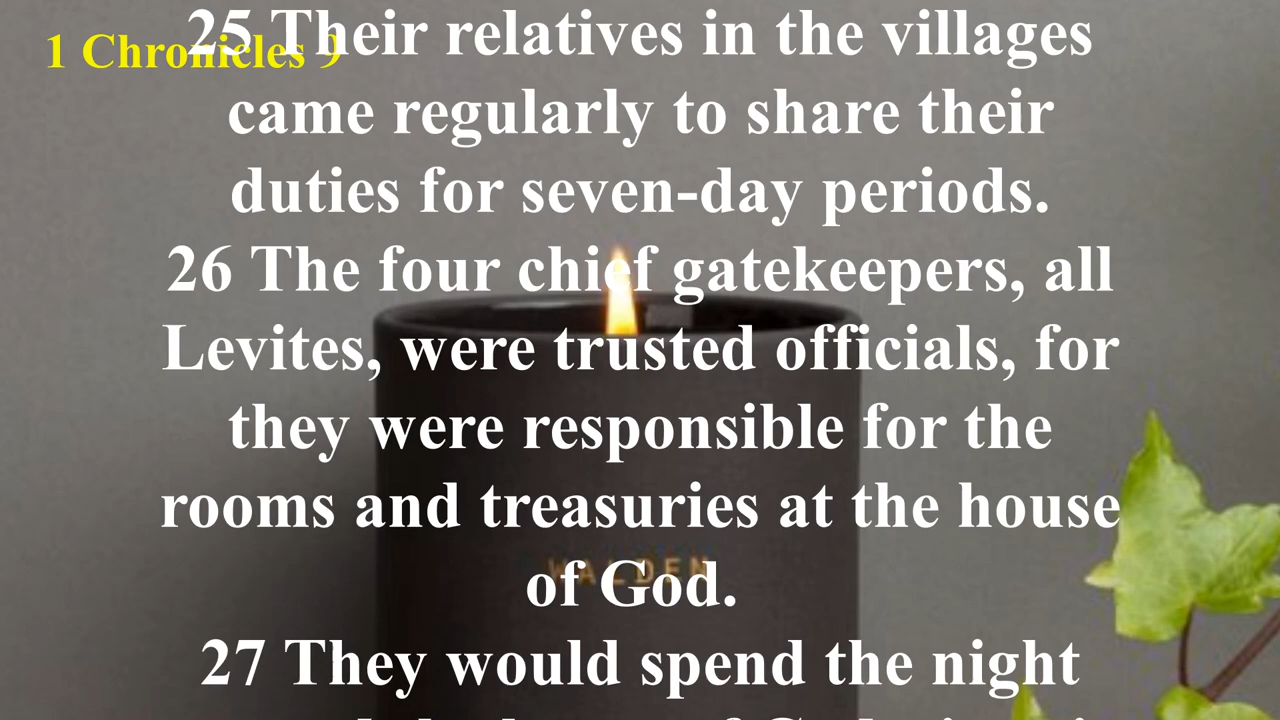 1 Chronicles 9
25 Their relatives in the villages
came regularly to share their
duties for seven-day periods.
26 The four chief gatekeepers, all
Levites, were trusted officials, for
they were responsible for the
rooms and treasuries at the house
of God.
WALDEN
27 They would spend the night